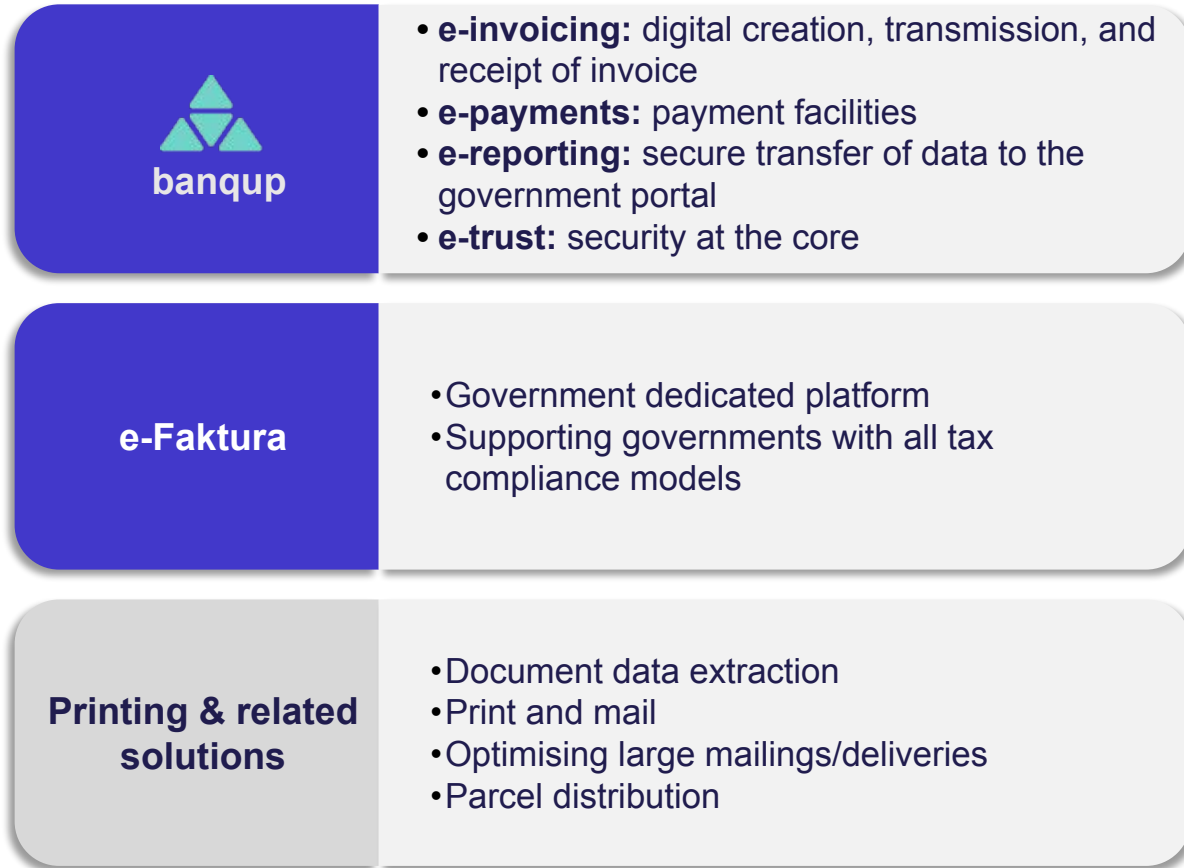 banqup
• e-invoicing: digital creation, transmission, and
receipt of invoice
• e-payments: payment facilities
• e-reporting: secure transfer of data to the
government portal
• e-trust: security at the core
e-Faktura
•Government dedicated platform
•Supporting governments with all tax
compliance models
Printing & related
solutions
•Document data extraction
•Print and mail
•Optimising large mailings/deliveries
•Parcel distribution